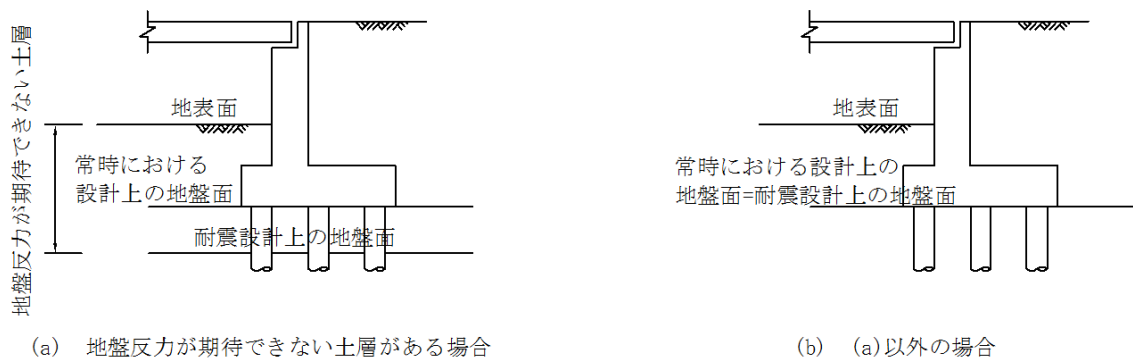 地盤反力が期待できない土層
地表面
常時における
設計上の地盤面
耐震設計上の地盤面
(a) 地盤反力が期待できない土層がある場合
地表面
常時における設計上の
地盤面=耐震設計上の地盤面
(b) (a)以外の場合